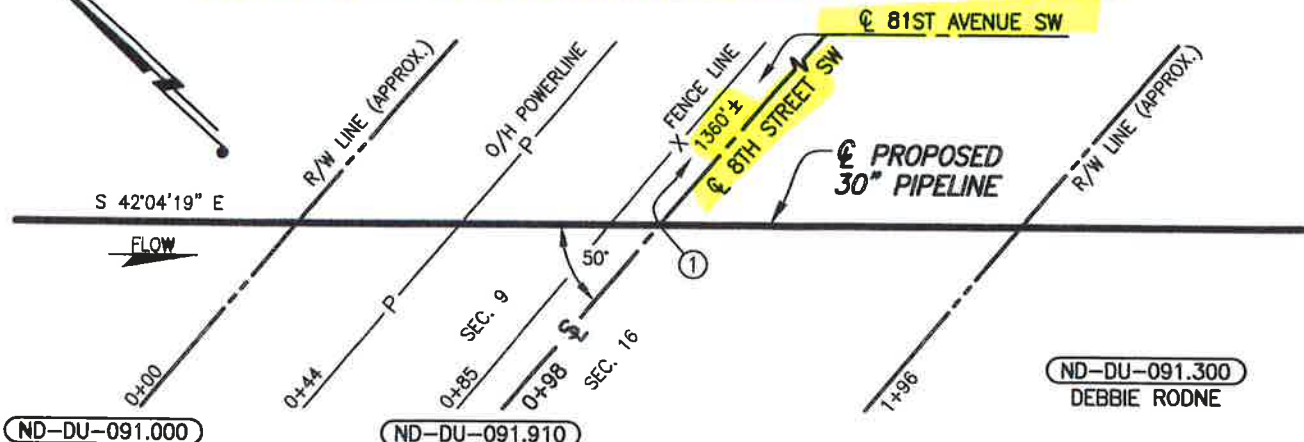 ℄ 81ST AVENUE SW
R/W LINE (APPROX.)
O/H POWERLINE
P
FENCE LINE
X
1360'±
℄ 8TH STREET SW
℄ PROPOSED
30" PIPELINE
R/W LINE (APPROX.)
S 42°04'19" E
FLOW
50°
1
P
SEC. 9
℄
SEC. 16
0+00
0+44
0+85
0+98
1+96
ND-DU-091.000
ND-DU-091.910
ND-DU-091.300
DEBBIE RODNE